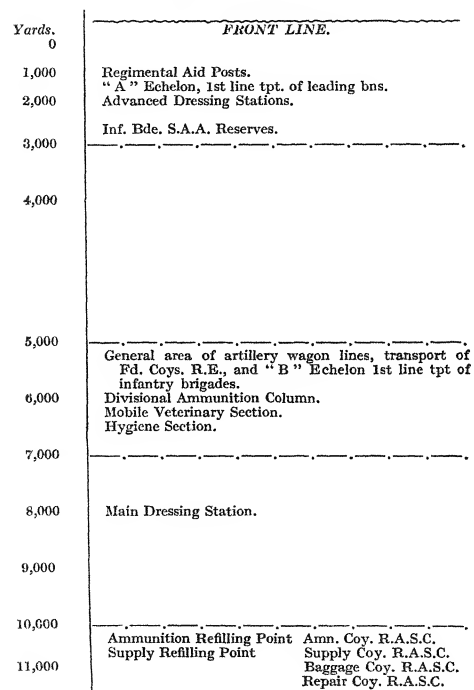 Yards. FRONT LINE.
0
1,000 Regimental Aid Posts.
"A" Echelon, 1st line tpt. of leading bns.
2,000 Advanced Dressing Stations.
Inf. Bde. S.A.A. Reserves.
3,000
4,000
5,000
General area of artillery wagon lines, transport of
Fd. Coys. R.E., and "B" Echelon 1st line tpt of
infantry brigades.
6,000 Divisional Ammunition Column.
Mobile Veterinary Section.
Hygiene Section.
7,000
8,000 Main Dressing Station.
9,000
10,000
Ammunition Refilling Point Amn. Coy. R.A.S.C.
Supply Refilling Point Supply Coy. R.A.S.C.
11,000 Baggage Coy. R.A.S.C.
Repair Coy. R.A.S.C.